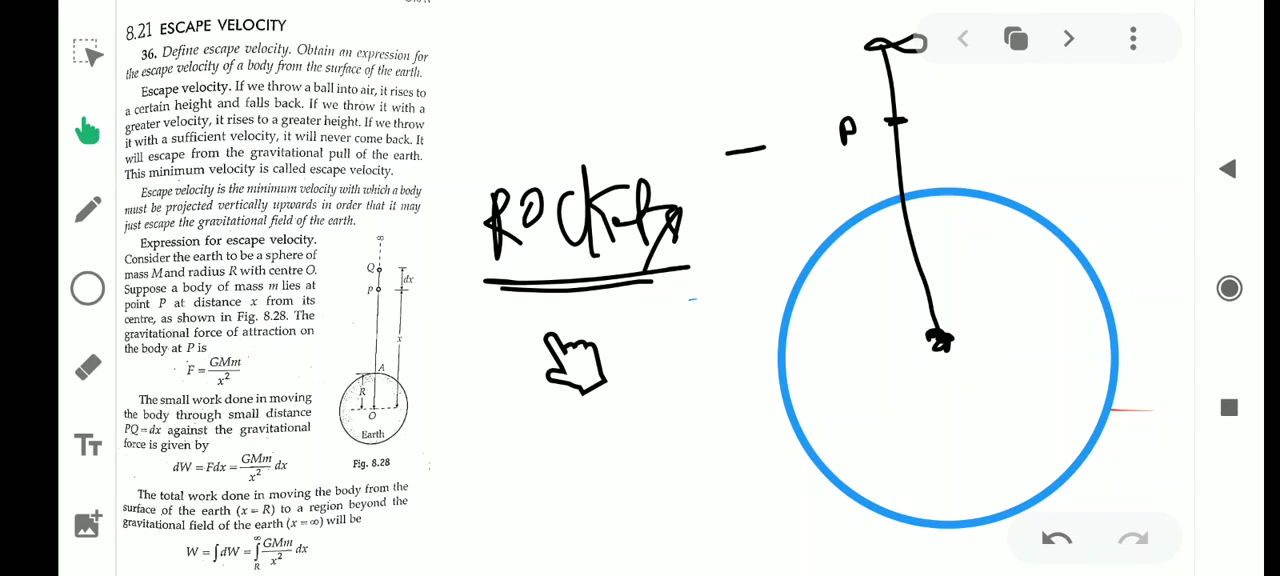 8.21 ESCAPE VELOCITY
36. Define escape velocity. Obtain an expression for
the escape velocity of a body from the surface of the earth.
Escape velocity. If we throw a ball into air, it rises to
a certain height and falls back. If we throw it with a
greater velocity, it rises to a greater height. If we throw
it with a sufficient velocity, it will never come back. It
will escape from the gravitational pull of the earth.
This minimum velocity is called escape velocity.
Escape velocity is the minimum velocity with which a body
must be projected vertically upwards in order that it may
just escape the gravitational field of the earth.
Expression for escape velocity.
Consider the earth to be a sphere of
mass M and radius R with centre O.
Suppose a body of mass m lies at
point P at distance x from its
centre, as shown in Fig. 8.28. The
gravitational force of attraction on
the body at P is
F = GMm/x²
The small work done in moving
the body through small distance
PQ = dx against the gravitational
force is given by
dW = Fdx = GMm/x² dx
The total work done in moving the body from the
surface of the earth (x = R) to a region beyond the
gravitational field of the earth (x = ∞) will be
W = ∫dW = ∫R^∞ GMm/x² dx
∞
Q
dx
P
x
A
R
O
Earth
Fig. 8.28
P
TT